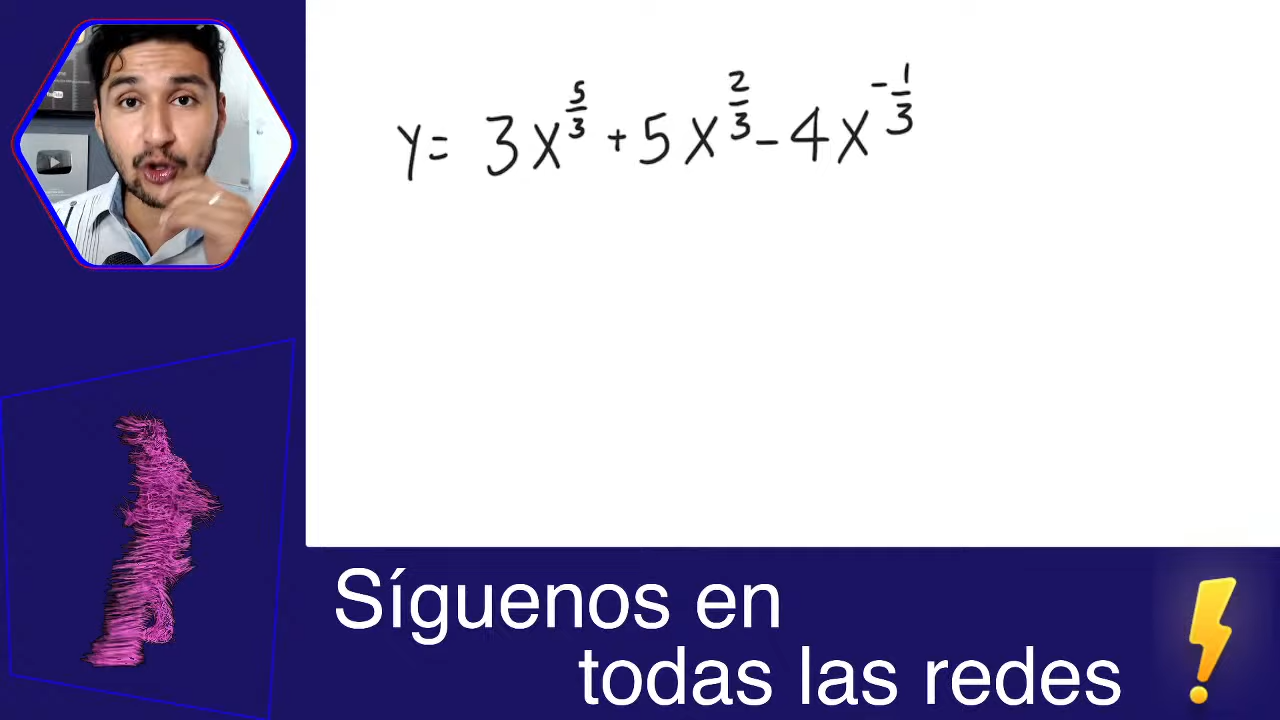 y= 3x^{5/3} + 5x^{2/3} - 4x^{-1/3}
Síguenos en
todas las redes